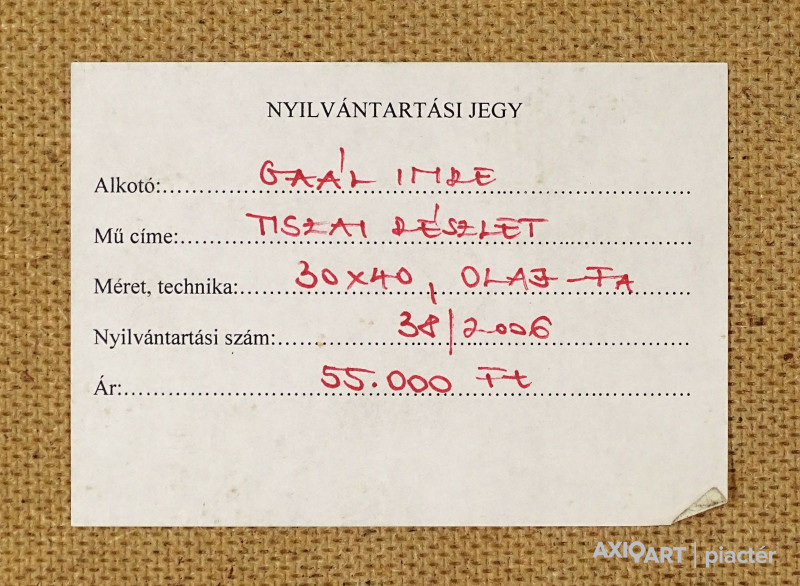 NYILVÁNTARTÁSI JEGY
Alkotó:.....GAÁL IMRE.....
Mű címe:.....TISZAI RÉSZLET.....
Méret, technika:.....30x40, OLAJ-FA.....
Nyilvántartási szám:.....38/2006.....
Ár:.....55.000 Ft.....
AXIOART | piactér